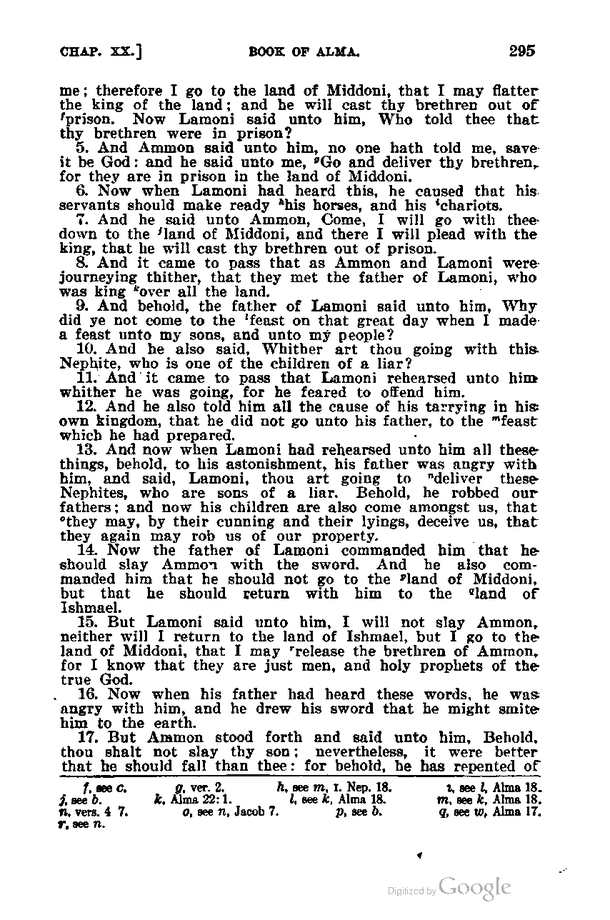 CHAP. XX.] BOOK OF ALMA. 295
me; therefore I go to the land of Middoni, that I may flatter
the king of the land; and he will cast thy brethren out of
fprison. Now Lamoni said unto him, Who told thee that
thy brethren were in prison?
5. And Ammon said unto him, no one hath told me, save
it be God: and he said unto me, gGo and deliver thy brethren,
for they are in prison in the land of Middoni.
6. Now when Lamoni had heard this, he caused that his
servants should make ready hhis horses, and his ichariots.
7. And he said unto Ammon, Come, I will go with thee
down to the jland of Middoni, and there I will plead with the
king, that he will cast thy brethren out of prison.
8. And it came to pass that as Ammon and Lamoni were
journeying thither, that they met the father of Lamoni, who
was king kover all the land.
9. And behold, the father of Lamoni said unto him, Why
did ye not come to the lfeast on that great day when I made
a feast unto my sons, and unto my people?
10. And he also said, Whither art thou going with this
Nephite, who is one of the children of a liar?
11. And it came to pass that Lamoni rehearsed unto him
whither he was going, for he feared to offend him.
12. And he also told him all the cause of his tarrying in his
own kingdom, that he did not go unto his father, to the mfeast
which he had prepared.
13. And now when Lamoni had rehearsed unto him all these
things, behold, to his astonishment, his father was angry with
him, and said, Lamoni, thou art going to ndeliver these
Nephites, who are sons of a liar. Behold, he robbed our
fathers; and now his children are also come amongst us, that
othey may, by their cunning and their lyings, deceive us, that
they again may rob us of our property.
14. Now the father of Lamoni commanded him that he
should slay Ammon with the sword. And he also com-
manded him that he should not go to the pland of Middoni,
but that he should return with him to the qland of
Ishmael.
15. But Lamoni said unto him, I will not slay Ammon,
neither will I return to the land of Ishmael, but I go to the
land of Middoni, that I may rrelease the brethren of Ammon,
for I know that they are just men, and holy prophets of the
true God.
16. Now when his father had heard these words, he was
angry with him, and he drew his sword that he might smite
him to the earth.
17. But Ammon stood forth and said unto him, Behold,
thou shalt not slay thy son; nevertheless, it were better
that he should fall than thee: for behold, he has repented of
f, see c. g, ver. 2. h, see m, I. Nep. 18. i, see l, Alma 18.
j, see b. k, Alma 22:1. l, see k, Alma 18. m, see k, Alma 18.
n, vers. 4 7. o, see n, Jacob 7. p, see b. q, see w, Alma 17.
r, see n.
Digitized by Google